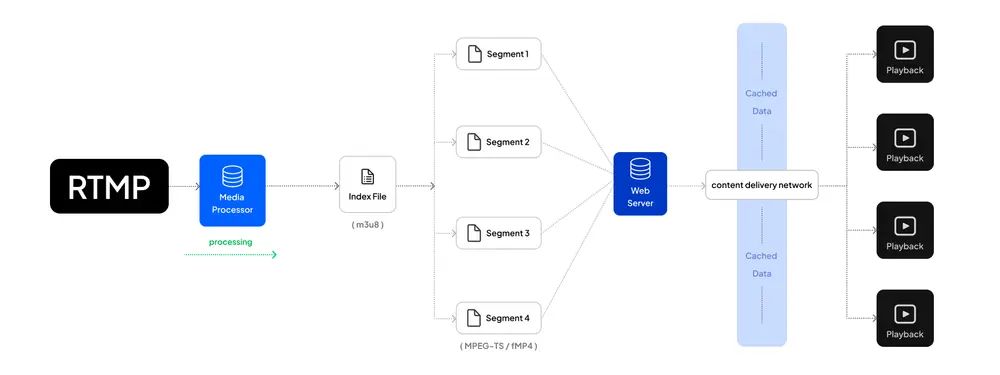 RTMP
Media
Processor
processing
Index File
( m3u8 )
Segment 1
Segment 2
Segment 3
Segment 4
( MPEG-TS / fMP4 )
Web
Server
Cached
Data
content delivery network
Cached
Data
Playback
Playback
Playback
Playback